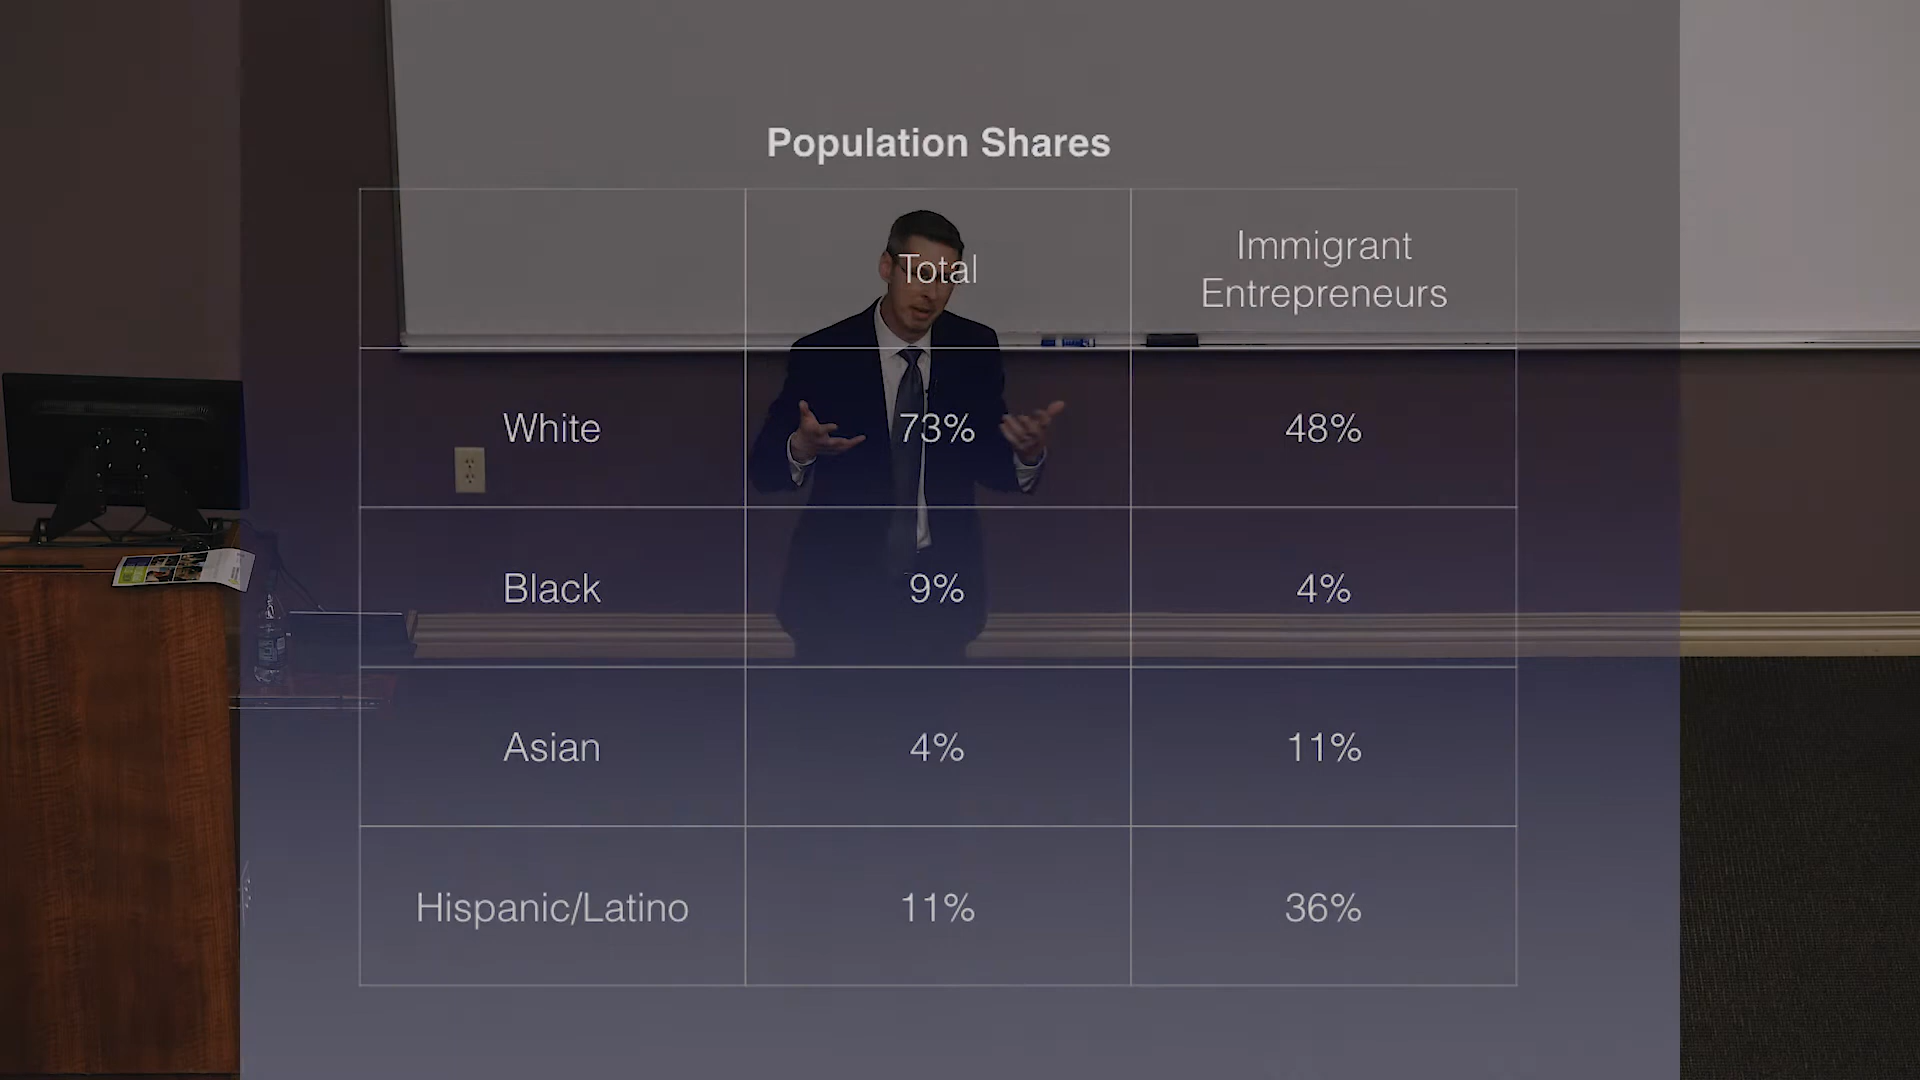 Population Shares
Total
Immigrant
Entrepreneurs
White
73%
48%
Black
9%
4%
Asian
4%
11%
Hispanic/Latino
11%
36%